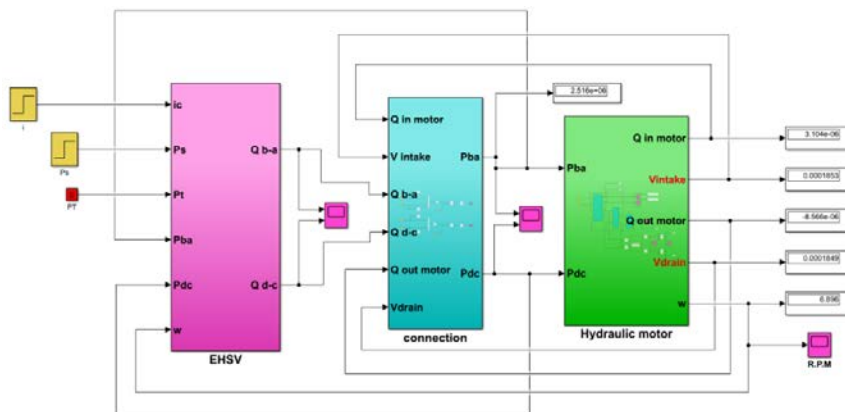 i
Ps
PT
ic
Ps
Pt
Pba
Pdc
w
Q b-a
Q d-c
EHSV
Q in motor
V intake
Q b-a
Q d-c
Q out motor
Vdrain
Pba
Pdc
connection
2.516e+06
Pba
Pdc
Q in motor
Vintake
Q out motor
Vdrain
w
Hydraulic motor
3.104e-06
0.0001853
-8.566e-06
0.0001849
6.896
R.P.M